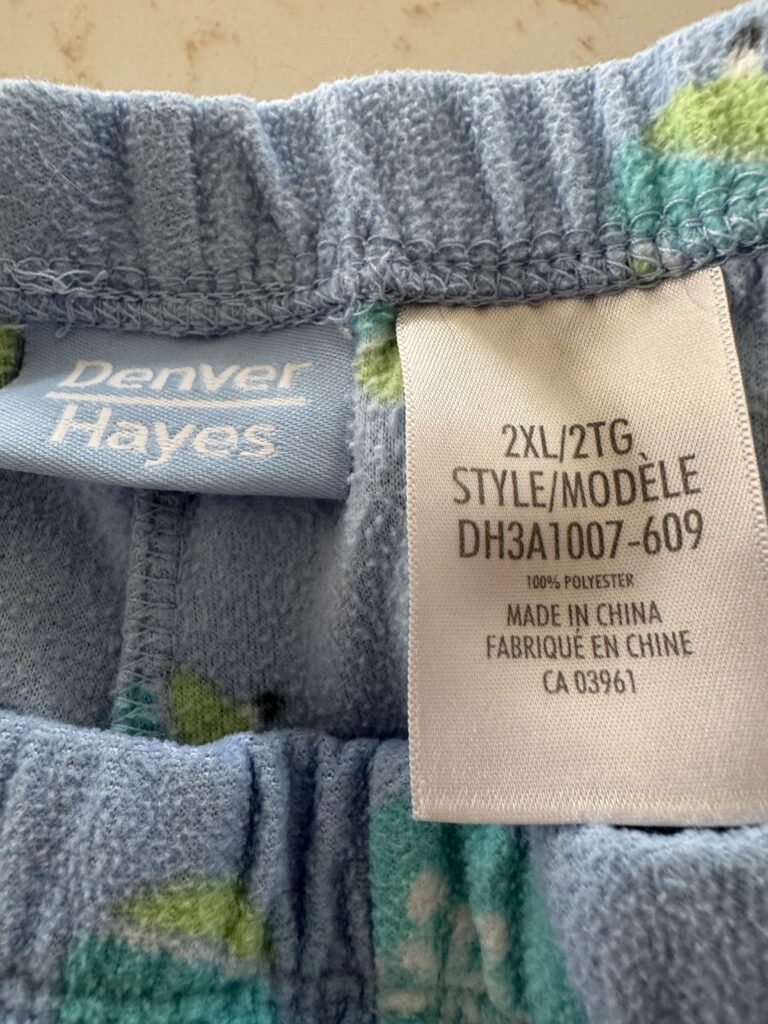 Denver
Hayes
2XL/2TG
STYLE/MODÈLE
DH3A1007-609
100% POLYESTER
MADE IN CHINA
FABRIQUÉ EN CHINE
CA 03961